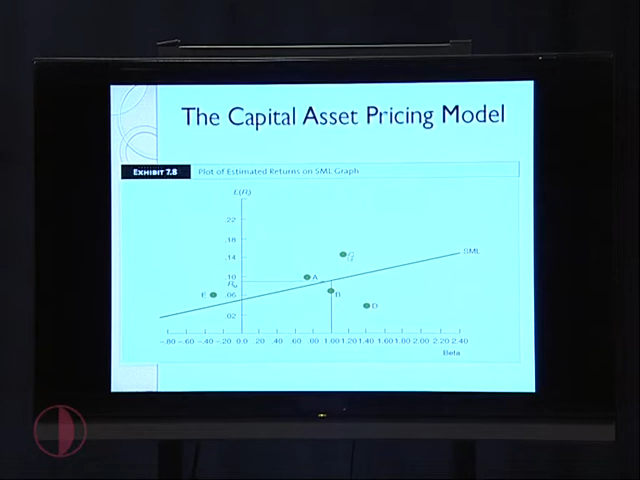 The Capital Asset Pricing Model
EXHIBIT 7.8 Plot of Estimated Returns on SML Graph
E(Ri)
.22
.18
.14
.10
.06
.02
SML
C
A
B
E
D
-.80 -.60 -.40 -.20 0.0 .20 .40 .60 .80 1.00 1.20 1.40 1.60 1.80 2.00 2.20 2.40
Beta